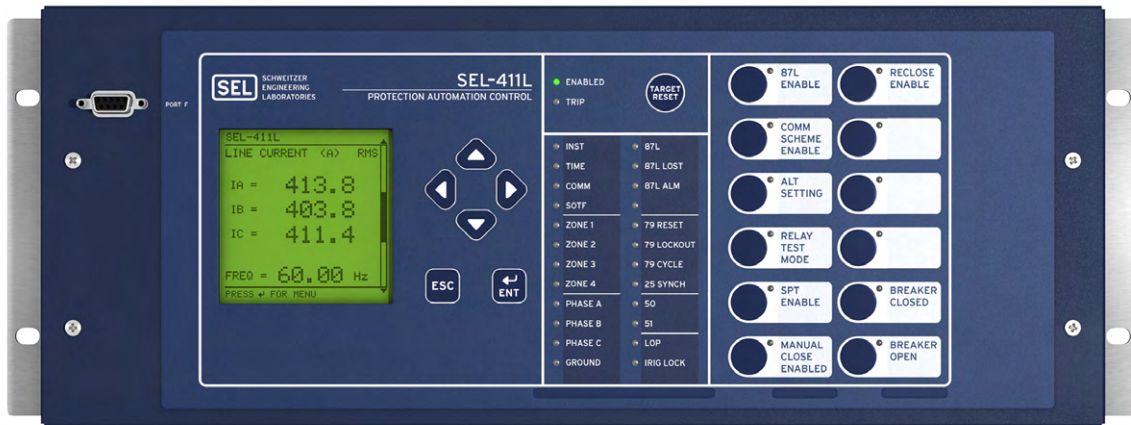 SEL
SCHWEITZER
ENGINEERING
LABORATORIES
SEL-411L
PROTECTION AUTOMATION CONTROL
PORT F
SEL-411L
LINE CURRENT (A) RMS
IA = 413.8
IB = 403.8
IC = 411.4
FREQ = 60.00 Hz
PRESS ↵ FOR MENU
ESC
ENT
ENABLED
TRIP
TARGET
RESET
INST
TIME
COMM
SOTF
ZONE 1
ZONE 2
ZONE 3
ZONE 4
PHASE A
PHASE B
PHASE C
GROUND
87L
87L LOST
87L ALM
79 RESET
79 LOCKOUT
79 CYCLE
25 SYNCH
50
51
LOP
IRIG LOCK
87L
ENABLE
COMM
SCHEME
ENABLE
ALT
SETTING
RELAY
TEST
MODE
SPT
ENABLE
MANUAL
CLOSE
ENABLED
RECLOSE
ENABLE
BREAKER
CLOSED
BREAKER
OPEN